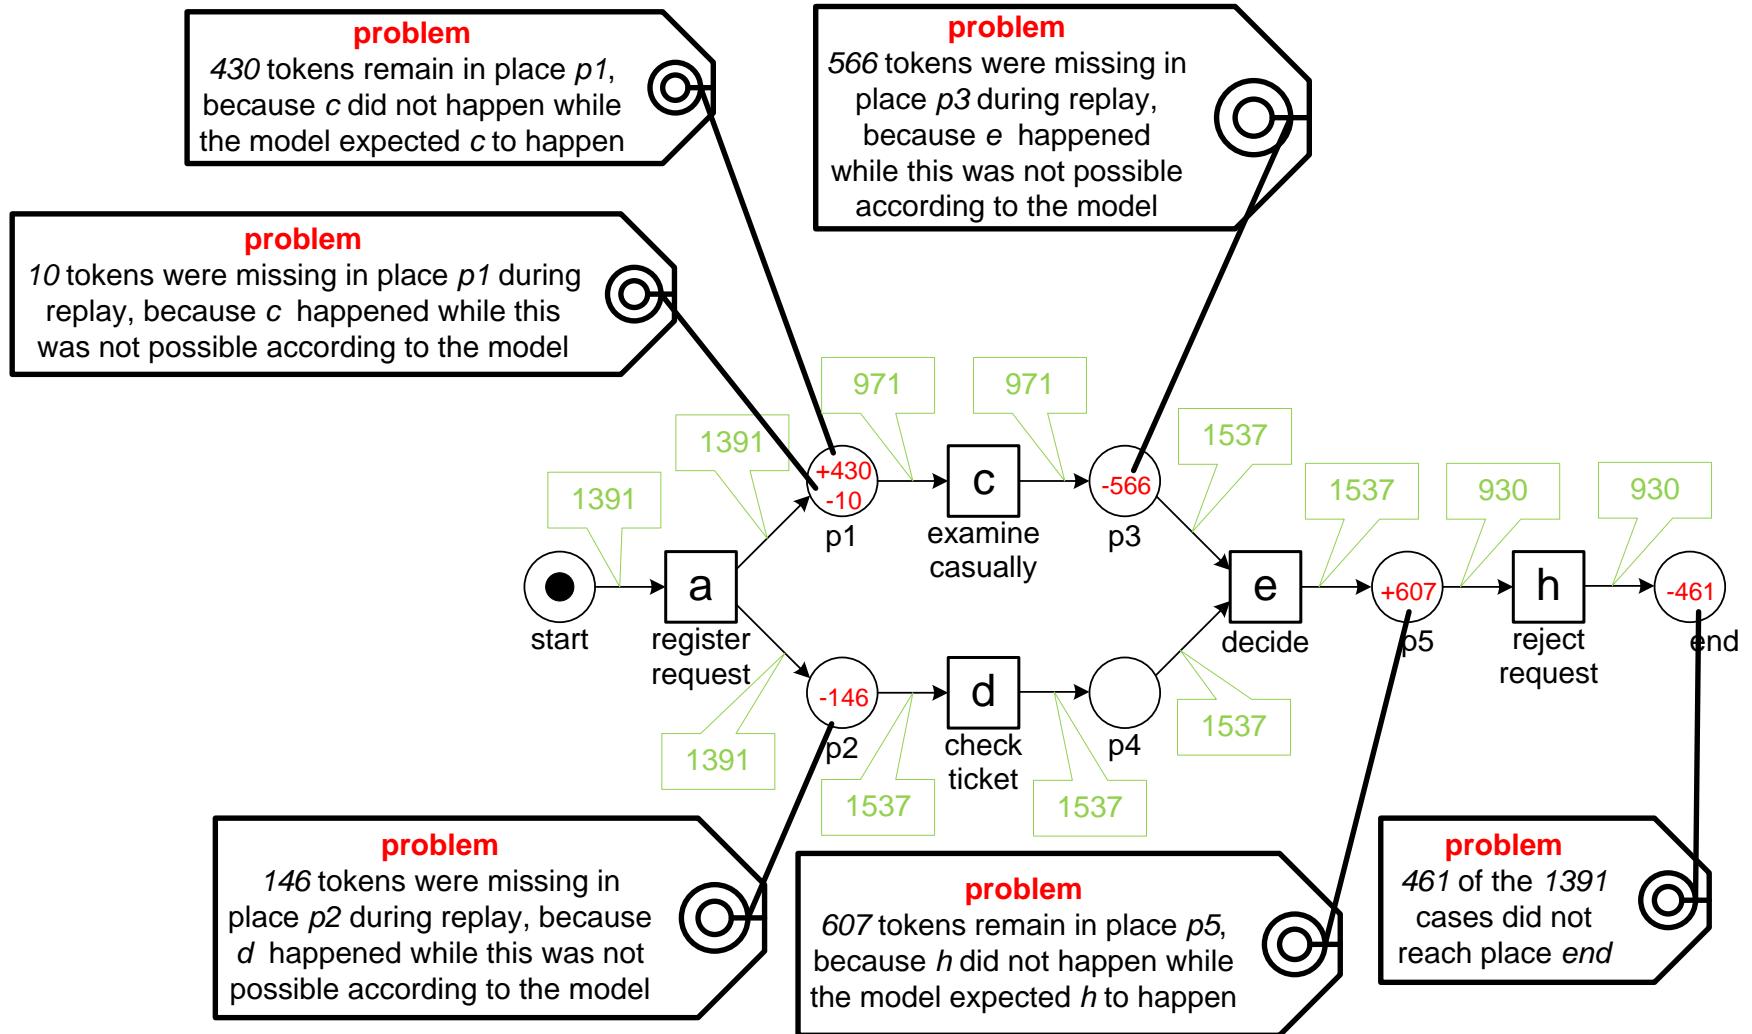 problem
430 tokens remain in place p1,
because c did not happen while
the model expected c to happen
problem
566 tokens were missing in
place p3 during replay,
because e happened
while this was not possible
according to the model
problem
10 tokens were missing in place p1 during
replay, because c happened while this
was not possible according to the model
971
971
1391
1537
1391
1537
930
930
+430
-10
p1
c
examine
casually
-566
p3
start
a
register
request
e
decide
+607
p5
h
reject
request
-461
end
1391
-146
p2
d
check
ticket
p4
1537
1537
1537
problem
146 tokens were missing in
place p2 during replay, because
d happened while this was not
possible according to the model
problem
607 tokens remain in place p5,
because h did not happen while
the model expected h to happen
problem
461 of the 1391
cases did not
reach place end